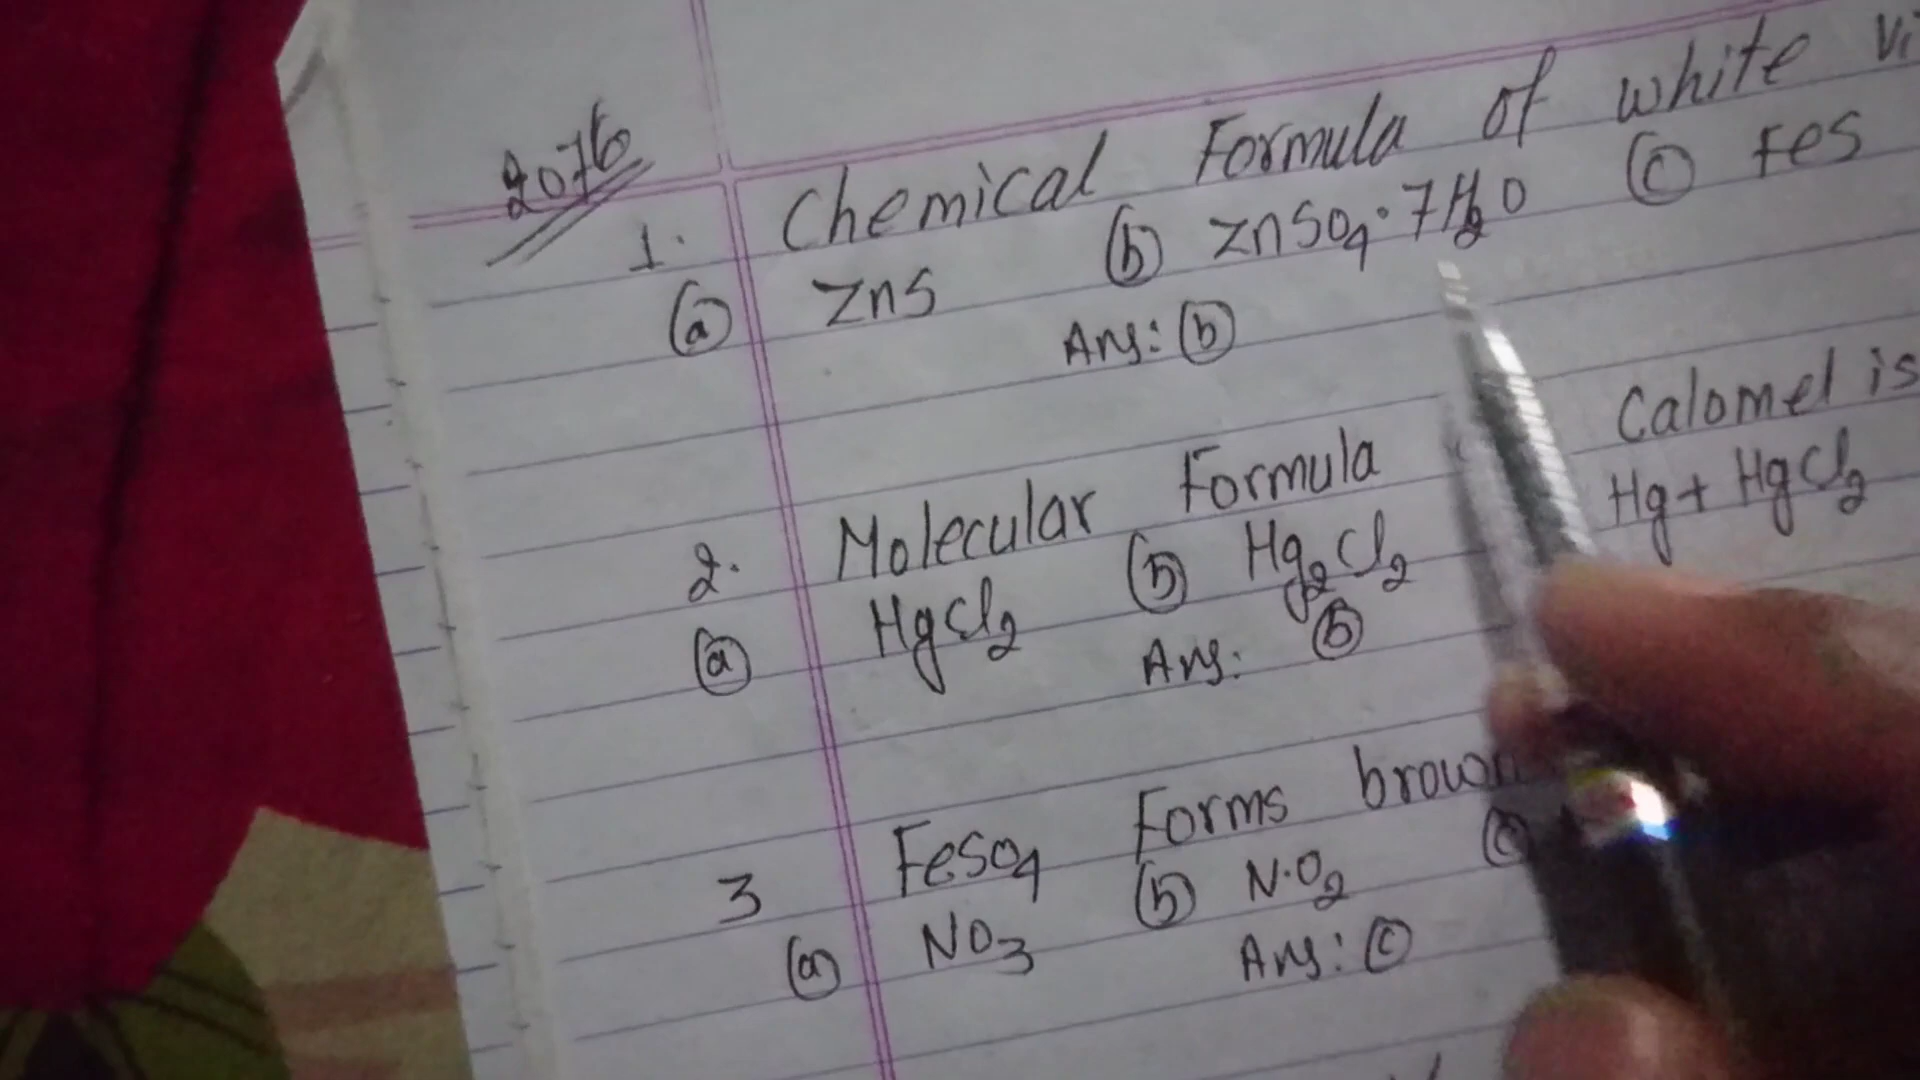 2076
1. Chemical Formula of white
(a) ZnS (b) ZnSO4·7H2O (c) FeS
Ans: (b)
2. Molecular Formula Calomel is
(a) HgCl2 (b) Hg2Cl2 Hg+HgCl2
Ans: (b)
3 FeSO4 Forms brown
(a) NO3 (b) N·O2 (c)
Ans: (c)